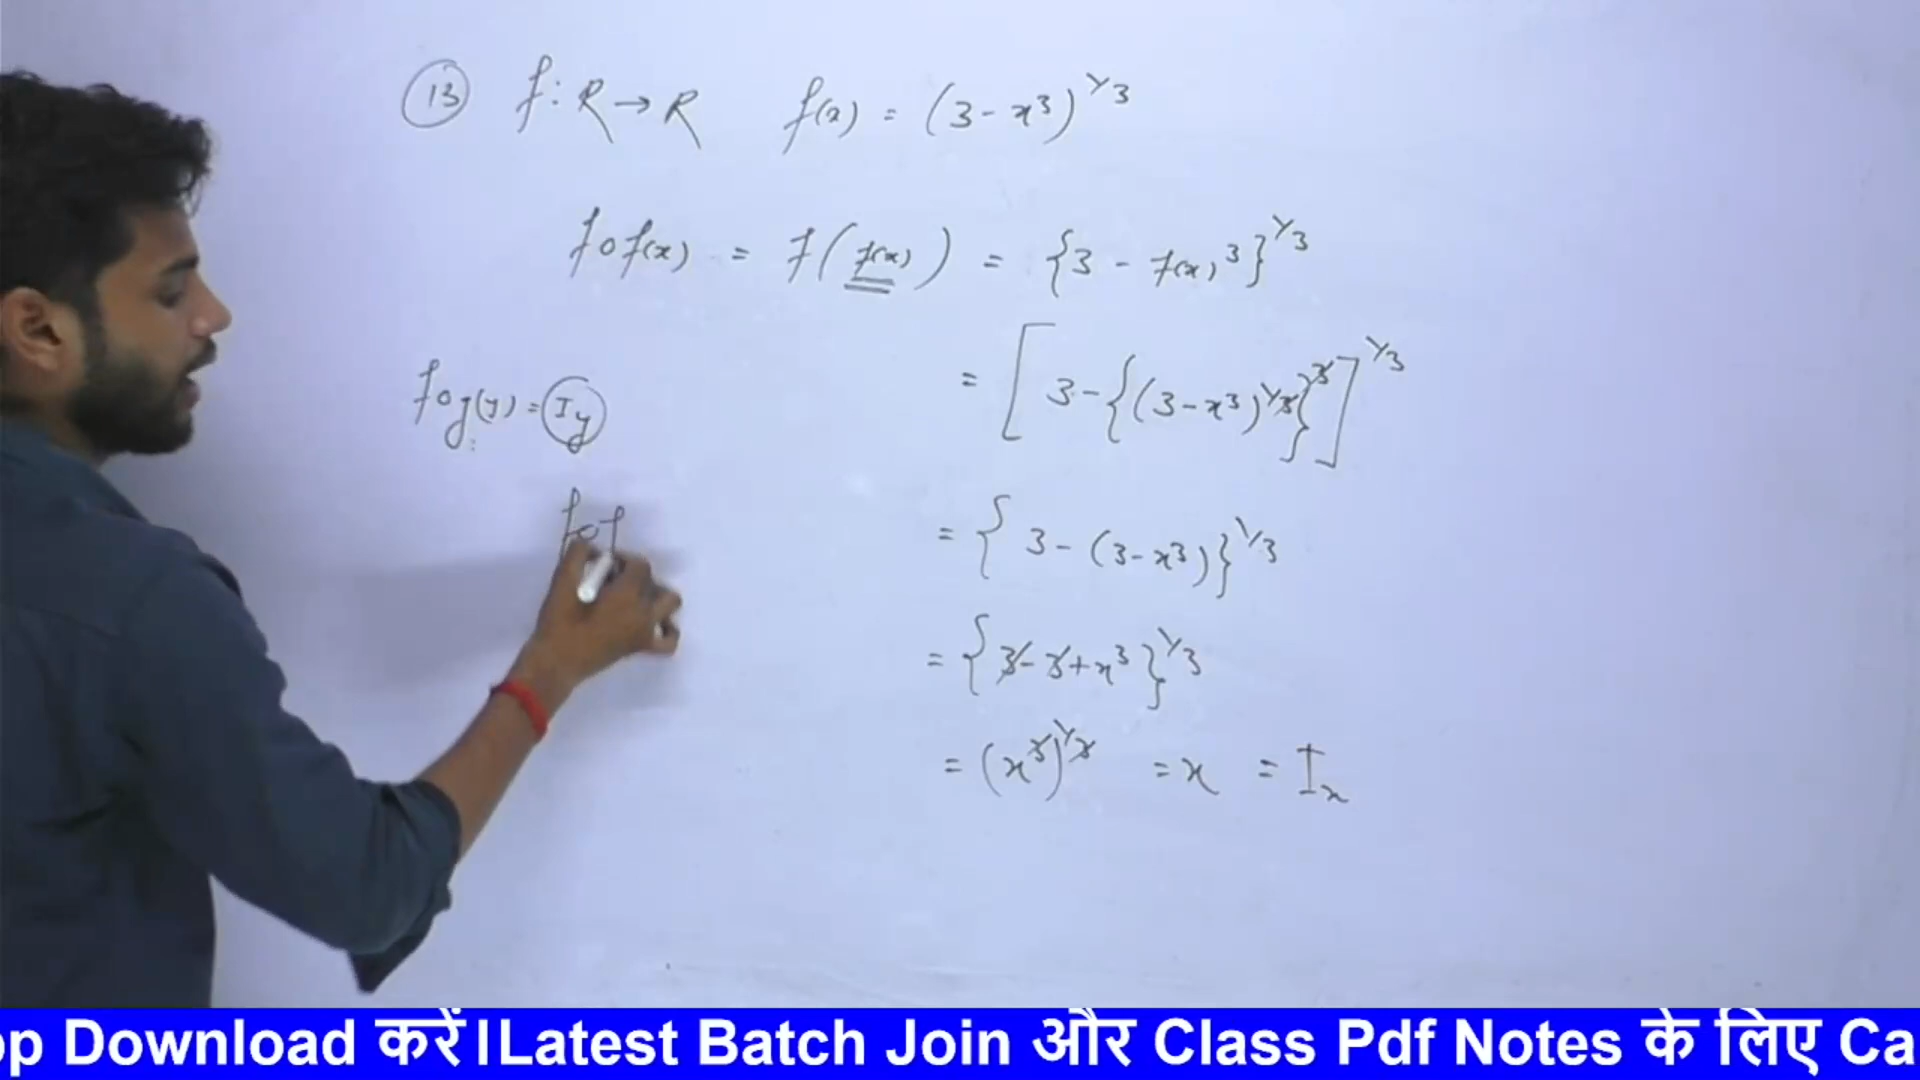 (13) f: R → R f(x) = (3 - x³)^1/3
fof(x) = f(f(x)) = {3 - f(x)³}^1/3
= [3 - {(3 - x³)^1/3}³]^1/3
fog(y) = Iy
= {3 - (3 - x³)}^1/3
fof
= {3 - 3 + x³}^1/3
= (x³)^1/3 = x = Ix
op Download करें।Latest Batch Join और Class Pdf Notes के लिए Ca